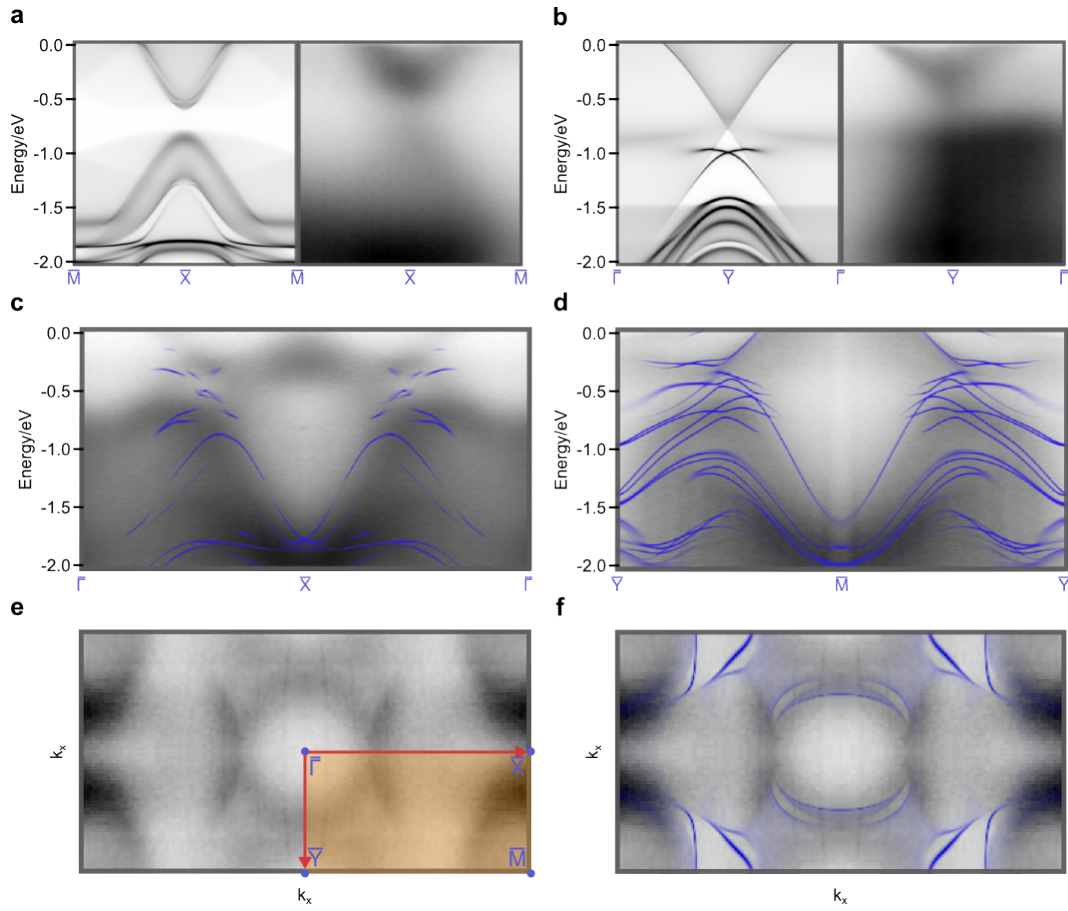 a
Energy/eV
0.0
-0.5
-1.0
-1.5
-2.0
M̅ X̅ M̅ X̅ M̅
b
0.0
-0.5
-1.0
-1.5
-2.0
Γ̅ Y̅ Γ̅ Y̅ Γ̅
c
Energy/eV
0.0
-0.5
-1.0
-1.5
-2.0
Γ̅ X̅ Γ̅
d
Energy/eV
0.0
-0.5
-1.0
-1.5
-2.0
Y̅ M̅ Y̅
e
kₓ
Γ̅ X̅
Y̅ M̅
kₓ
f
kₓ
kₓ